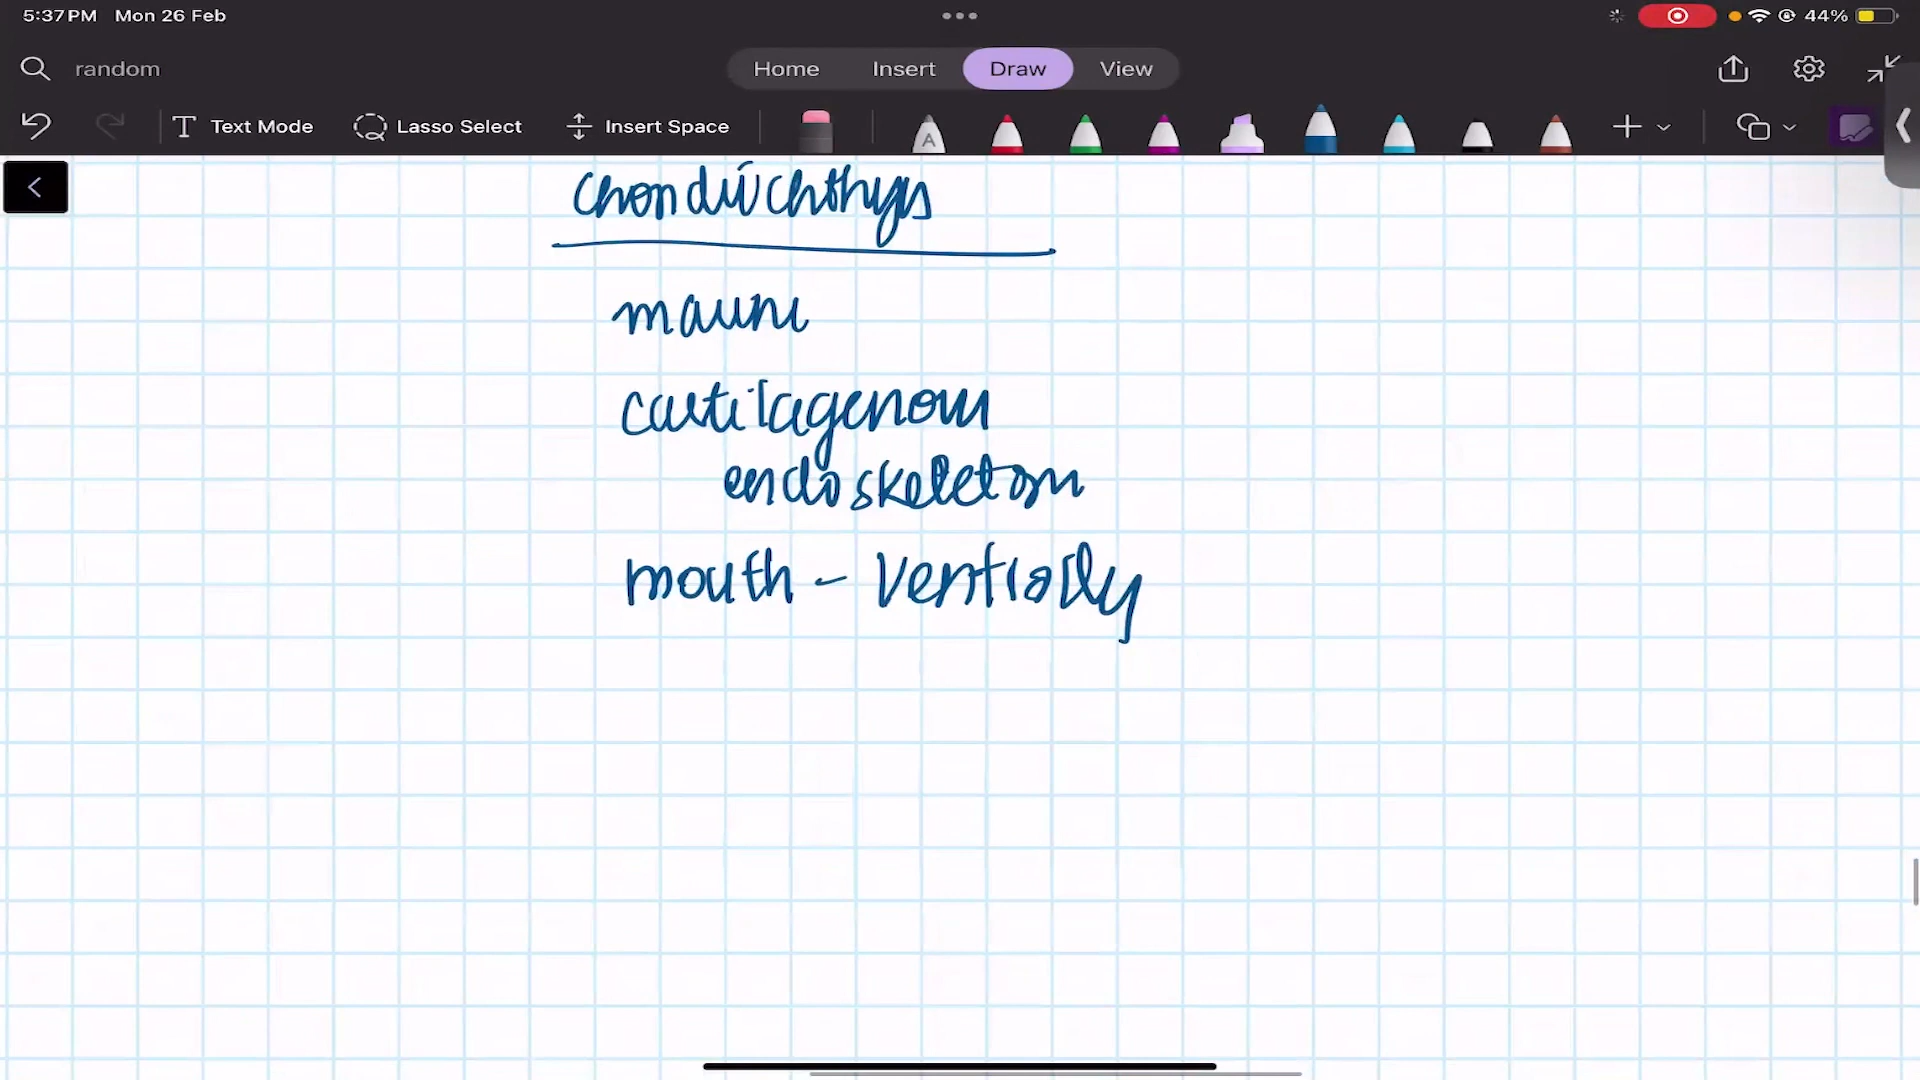 5:37 PM Mon 26 Feb
44%
random
Home Insert Draw View
Text Mode Lasso Select Insert Space
A
Chondrichthyes
marine
cartilagenous
endoskeleton
mouth - ventrally